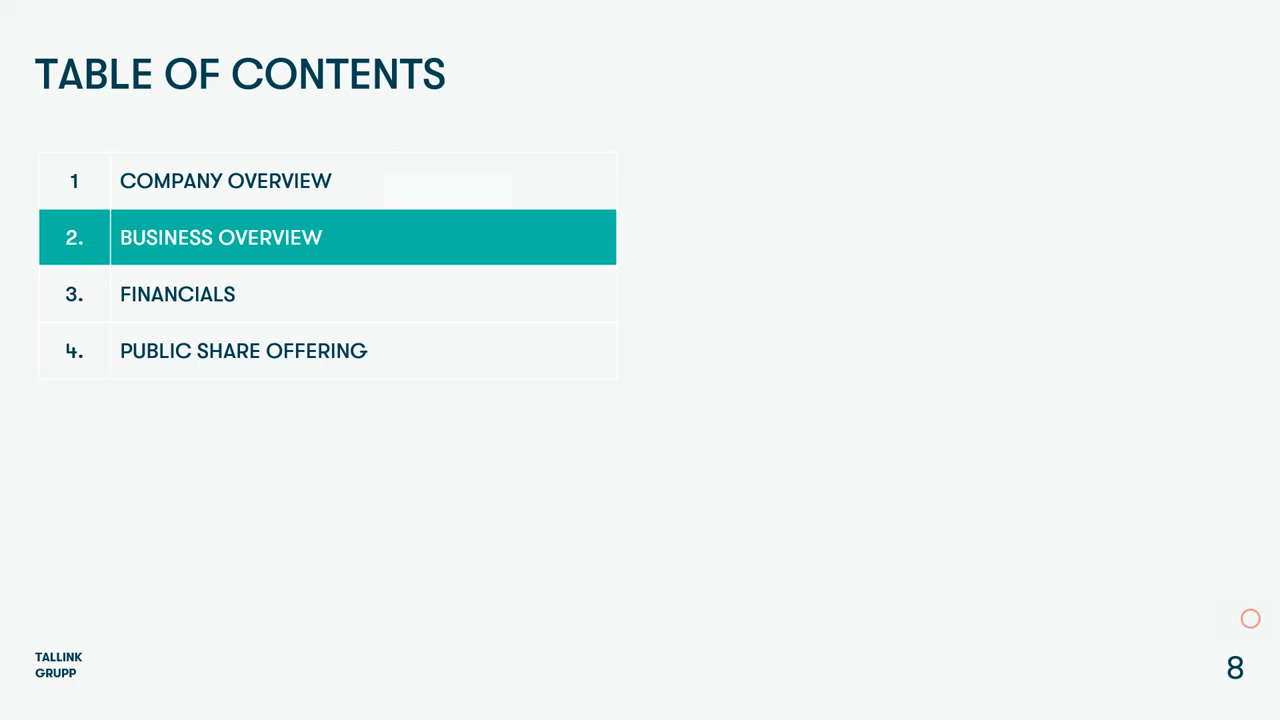 TABLE OF CONTENTS
1 COMPANY OVERVIEW
2. BUSINESS OVERVIEW
3. FINANCIALS
4. PUBLIC SHARE OFFERING
TALLINK
GRUPP
8